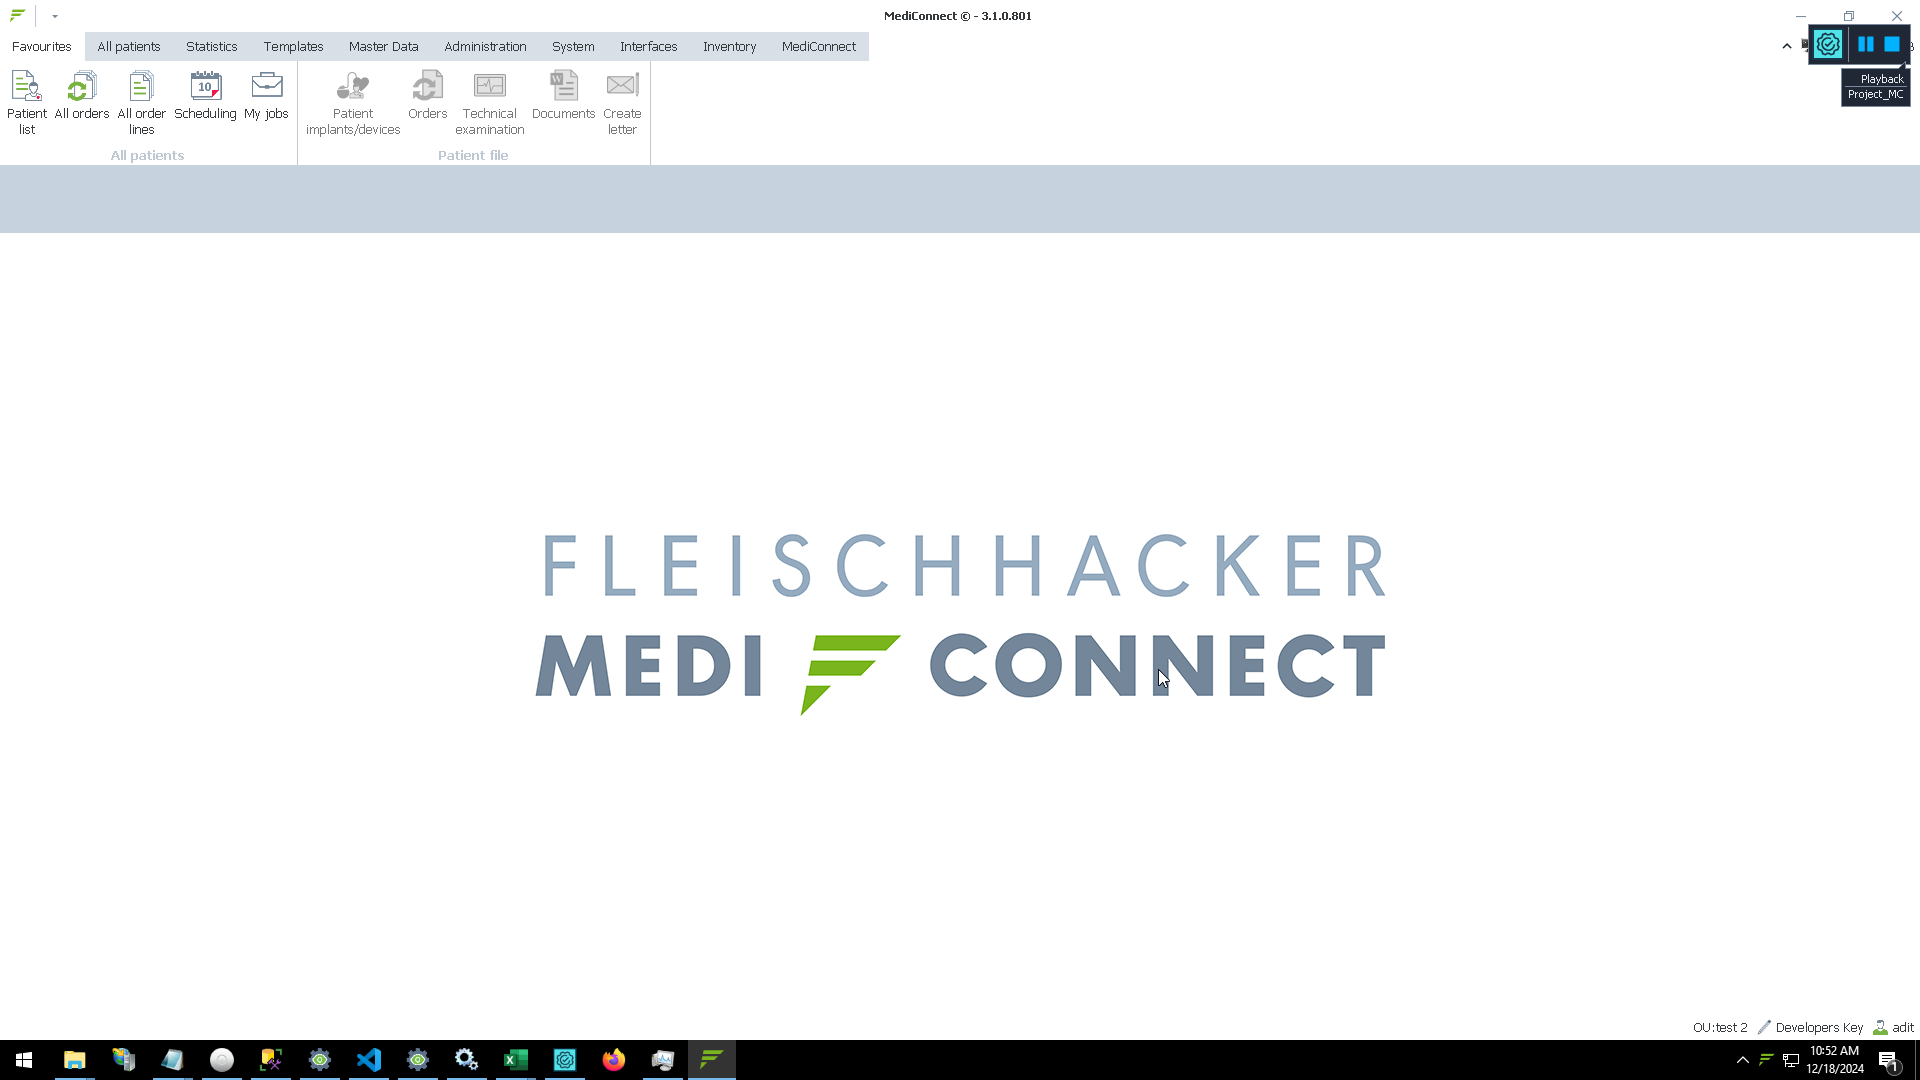 MediConnect © - 3.1.0.801
Favourites All patients Statistics Templates Master Data Administration System Interfaces Inventory MediConnect
Playback
Project_MC
Patient list
All orders
All order lines
10
Scheduling
My jobs
Patient implants/devices
Orders
Technical examination
Documents
Create letter
All patients
Patient file
FLEISCHHACKER
MEDI CONNECT
OU:test 2 Developers Key adit
10:52 AM
12/18/2024
1